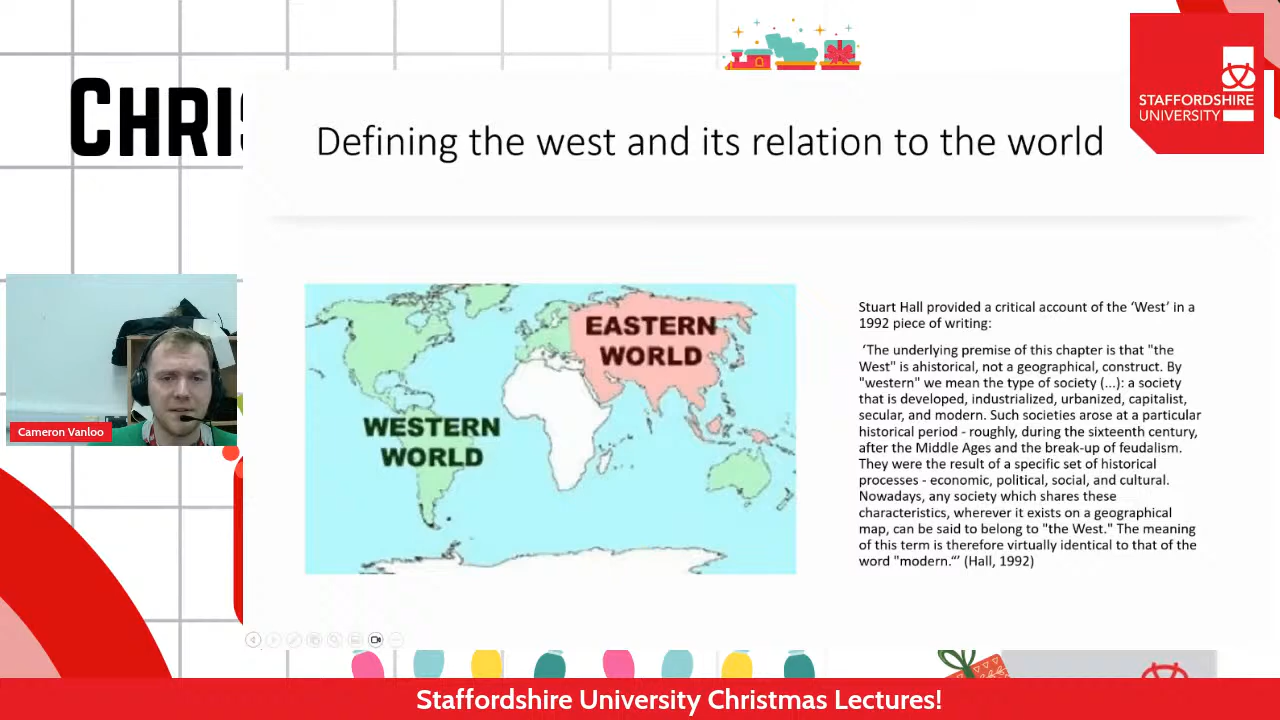 CHRIS
STAFFORDSHIRE
UNIVERSITY
Defining the west and its relation to the world
EASTERN
WORLD
WESTERN
WORLD
Stuart Hall provided a critical account of the ‘West’ in a
1992 piece of writing:
‘The underlying premise of this chapter is that "the
West" is ahistorical, not a geographical, construct. By
"western" we mean the type of society (...): a society
that is developed, industrialized, urbanized, capitalist,
secular, and modern. Such societies arose at a particular
historical period - roughly, during the sixteenth century,
after the Middle Ages and the break-up of feudalism.
They were the result of a specific set of historical
processes - economic, political, social, and cultural.
Nowadays, any society which shares these
characteristics, wherever it exists on a geographical
map, can be said to belong to "the West." The meaning
of this term is therefore virtually identical to that of the
word "modern."’ (Hall, 1992)
Cameron Vanloo
Staffordshire University Christmas Lectures!